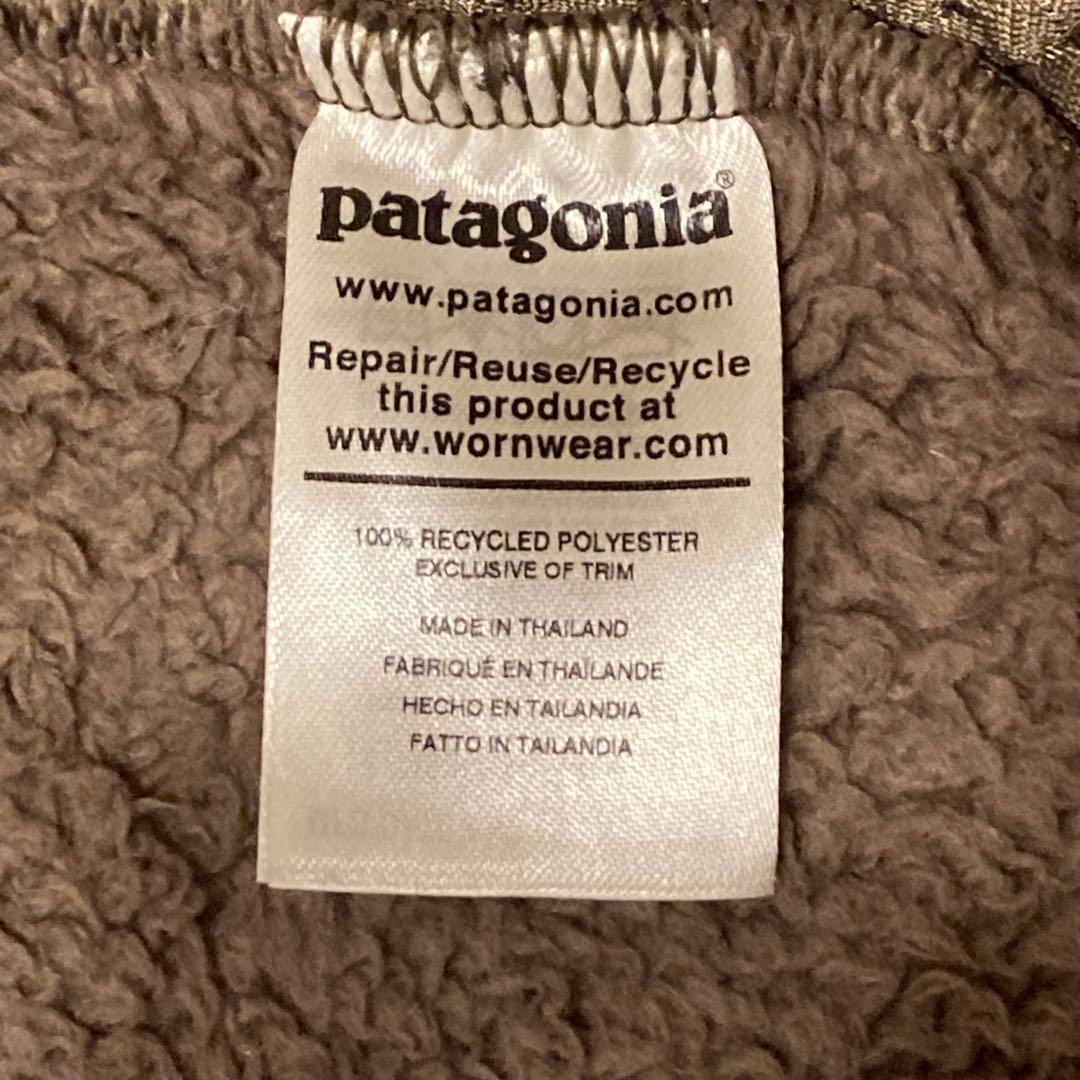 patagonia®
www.patagonia.com
Repair/Reuse/Recycle
this product at
www.wornwear.com
100% RECYCLED POLYESTER
EXCLUSIVE OF TRIM
MADE IN THAILAND
FABRIQUÉ EN THAÏLANDE
HECHO EN TAILANDIA
FATTO IN TAILANDIA